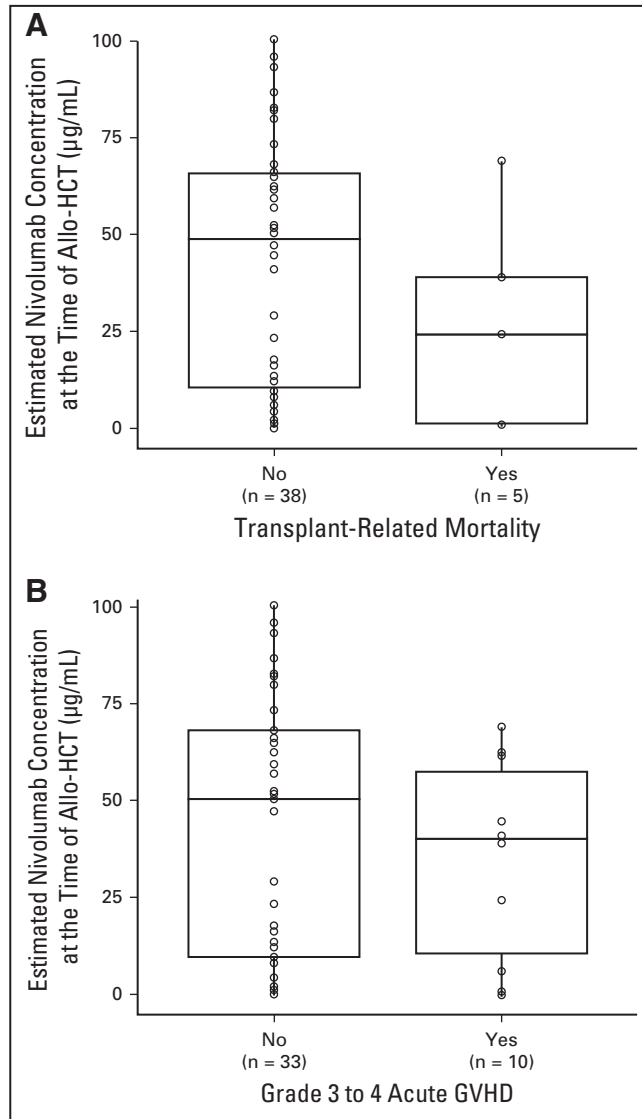 A
Estimated Nivolumab Concentration
at the Time of Allo-HCT (µg/mL)
100
75
50
25
0
No
(n = 38)
Yes
(n = 5)
Transplant-Related Mortality
B
Estimated Nivolumab Concentration
at the Time of Allo-HCT (µg/mL)
100
75
50
25
0
No
(n = 33)
Yes
(n = 10)
Grade 3 to 4 Acute GVHD